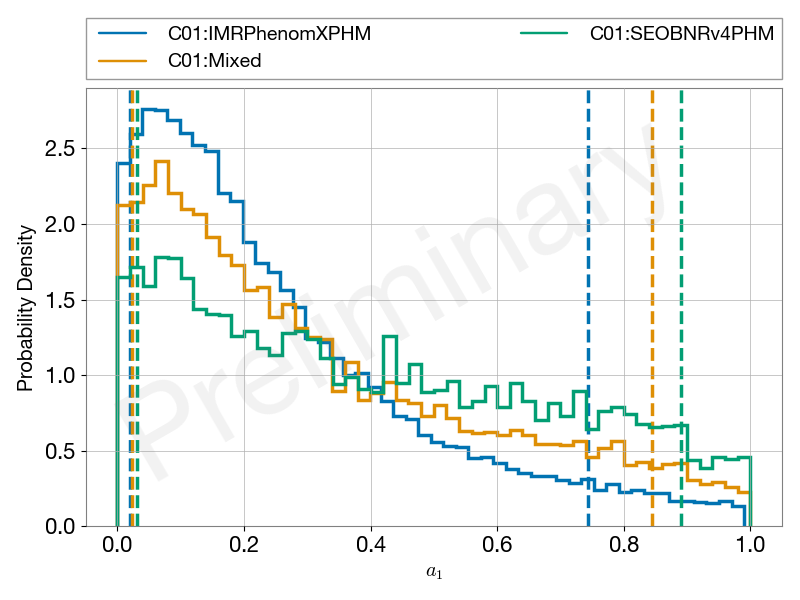 C01:IMRPhenomXPHM
C01:Mixed
C01:SEOBNRv4PHM
Preliminary
Probability Density
2.5
2.0
1.5
1.0
0.5
0.0
0.0 0.2 0.4 0.6 0.8 1.0
a₁